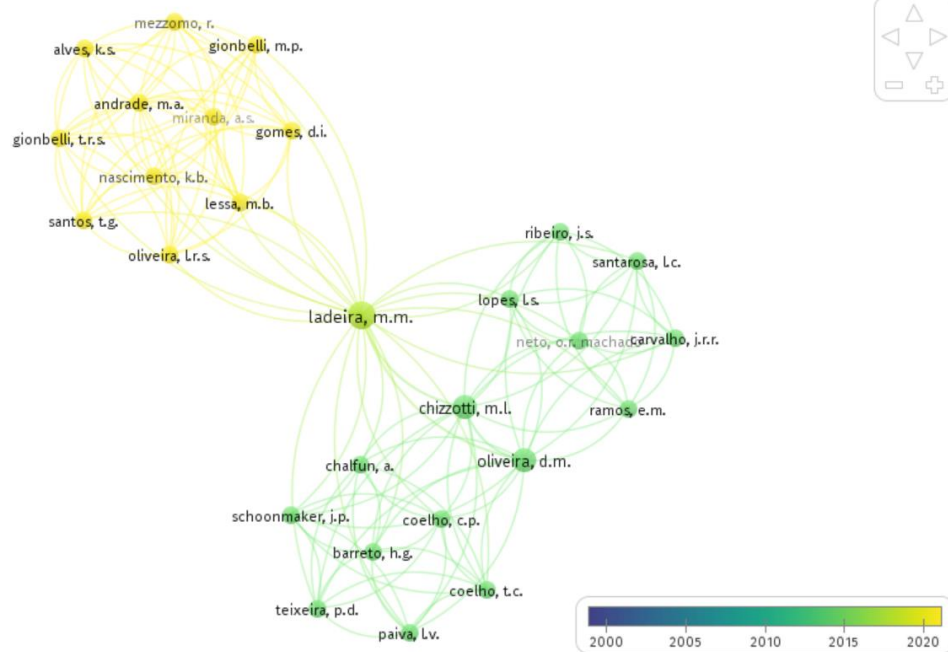 mezzomo, r.
alves, k.s.
gionbelli, m.p.
andrade, m.a.
miranda, a.s.
gomes, d.i.
gionbelli, t.r.s.
nascimento, k.b.
lessa, m.b.
santos, t.g.
oliveira, l.r.s.
ribeiro, j.s.
santarosa, l.c.
lopes, l.s.
ladeira, m.m.
neto, o.r. machado
carvalho, j.r.r.
chizzotti, m.l.
ramos, e.m.
chalfun, a.
oliveira, d.m.
schoonmaker, j.p.
coelho, c.p.
barreto, h.g.
coelho, t.c.
teixeira, p.d.
paiva, l.v.
2000 2005 2010 2015 2020